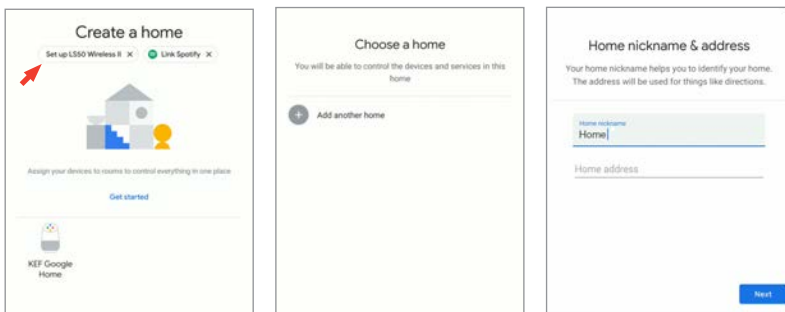 Create a home
Set up LS50 Wireless II ×
Link Spotify ×
Assign your devices to rooms to control everything in one place
Get started
KEF Google
Home
Choose a home
You will be able to control the devices and services in this
home
Add another home
Home nickname & address
Your home nickname helps you to identify your home.
The address will be used for things like directions.
Home nickname
Home
Home address
Next